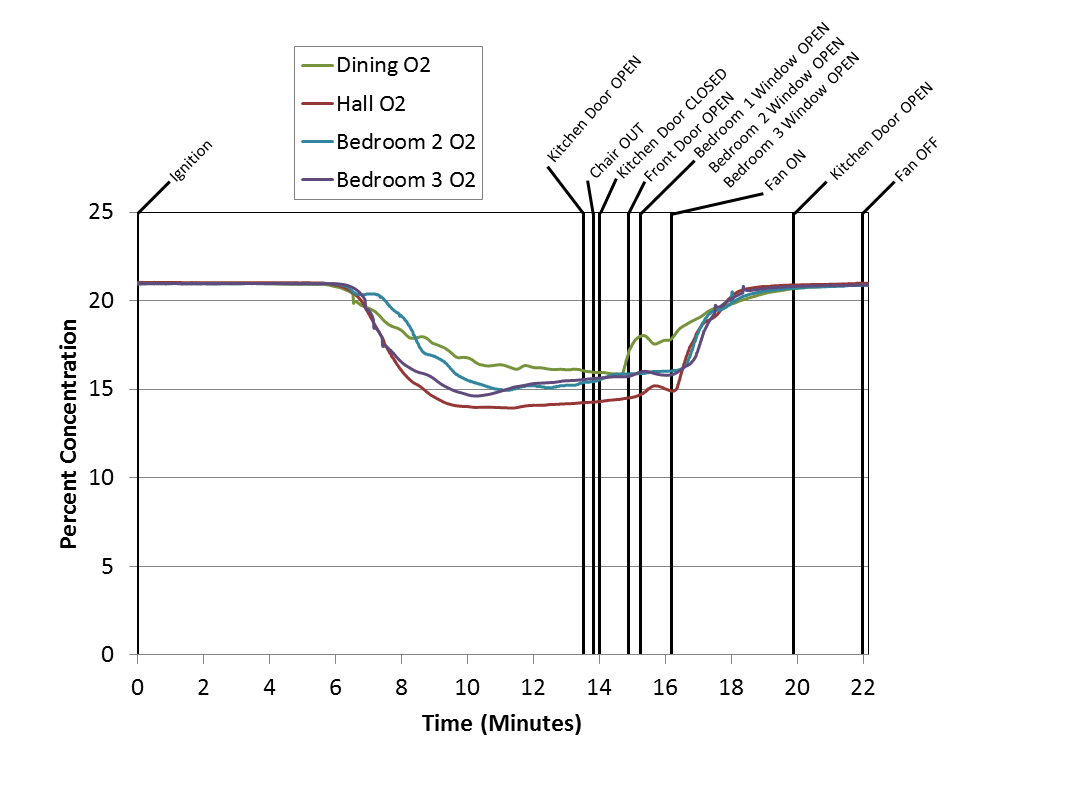 Dining O2
Hall O2
Bedroom 2 O2
Bedroom 3 O2
Ignition
Kitchen Door OPEN
Chair OUT
Kitchen Door CLOSED
Front Door OPEN
Bedroom 1 Window OPEN
Bedroom 2 Window OPEN
Bedroom 3 Window OPEN
Fan ON
Kitchen Door OPEN
Fan OFF
Percent Concentration
25
20
15
10
5
0
0 2 4 6 8 10 12 14 16 18 20 22
Time (Minutes)